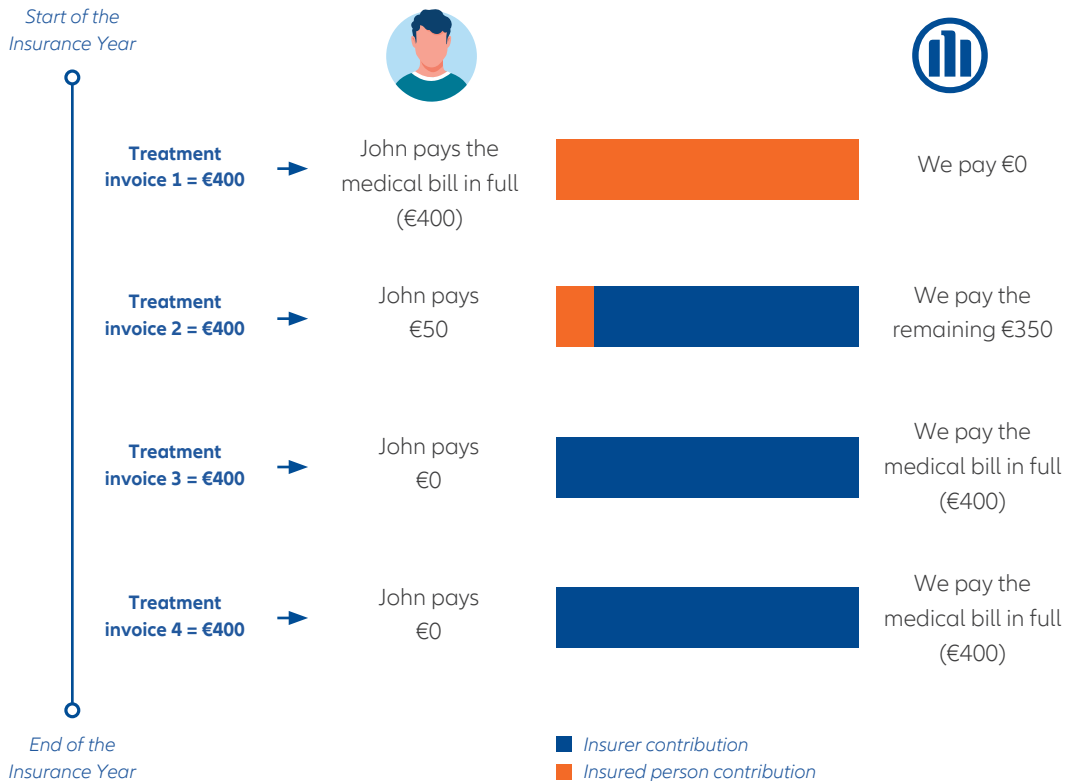 Start of the
Insurance Year
Treatment
invoice 1 = €400
John pays the
medical bill in full
(€400)
We pay €0
Treatment
invoice 2 = €400
John pays
€50
We pay the
remaining €350
Treatment
invoice 3 = €400
John pays
€0
We pay the
medical bill in full
(€400)
Treatment
invoice 4 = €400
John pays
€0
We pay the
medical bill in full
(€400)
End of the
Insurance Year
Insurer contribution
Insured person contribution